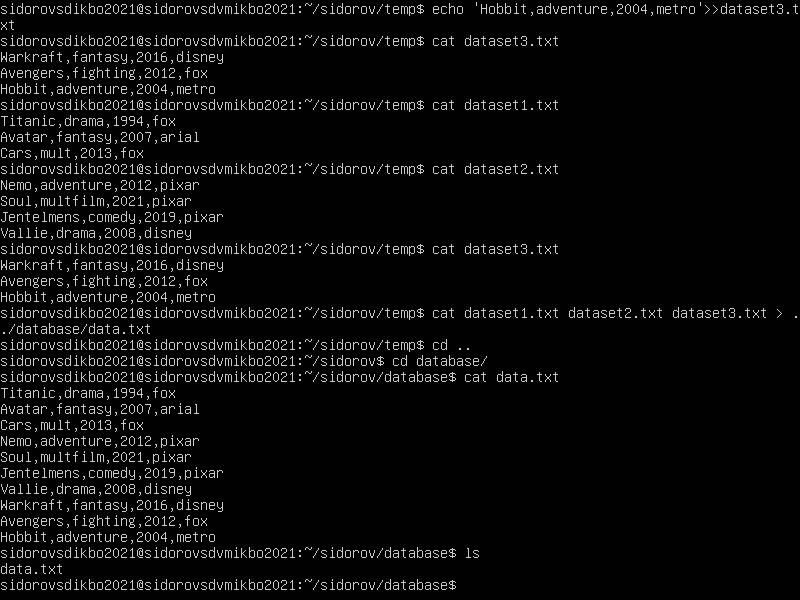 sidorovsdikbo2021@sidorovsdvmikbo2021:~/sidorov/temp$ echo 'Hobbit,adventure,2004,metro'>>dataset3.t
xt
sidorovsdikbo2021@sidorovsdvmikbo2021:~/sidorov/temp$ cat dataset3.txt
Warkraft,fantasy,2016,disney
Avengers,fighting,2012,fox
Hobbit,adventure,2004,metro
sidorovsdikbo2021@sidorovsdvmikbo2021:~/sidorov/temp$ cat dataset1.txt
Titanic,drama,1994,fox
Avatar,fantasy,2007,arial
Cars,mult,2013,fox
sidorovsdikbo2021@sidorovsdvmikbo2021:~/sidorov/temp$ cat dataset2.txt
Nemo,adventure,2012,pixar
Soul,multfilm,2021,pixar
Jentelmens,comedy,2019,pixar
Vallie,drama,2008,disney
sidorovsdikbo2021@sidorovsdvmikbo2021:~/sidorov/temp$ cat dataset3.txt
Warkraft,fantasy,2016,disney
Avengers,fighting,2012,fox
Hobbit,adventure,2004,metro
sidorovsdikbo2021@sidorovsdvmikbo2021:~/sidorov/temp$ cat dataset1.txt dataset2.txt dataset3.txt > .
./database/data.txt
sidorovsdikbo2021@sidorovsdvmikbo2021:~/sidorov/temp$ cd ..
sidorovsdikbo2021@sidorovsdvmikbo2021:~/sidorov$ cd database/
sidorovsdikbo2021@sidorovsdvmikbo2021:~/sidorov/database$ cat data.txt
Titanic,drama,1994,fox
Avatar,fantasy,2007,arial
Cars,mult,2013,fox
Nemo,adventure,2012,pixar
Soul,multfilm,2021,pixar
Jentelmens,comedy,2019,pixar
Vallie,drama,2008,disney
Warkraft,fantasy,2016,disney
Avengers,fighting,2012,fox
Hobbit,adventure,2004,metro
sidorovsdikbo2021@sidorovsdvmikbo2021:~/sidorov/database$ ls
data.txt
sidorovsdikbo2021@sidorovsdvmikbo2021:~/sidorov/database$